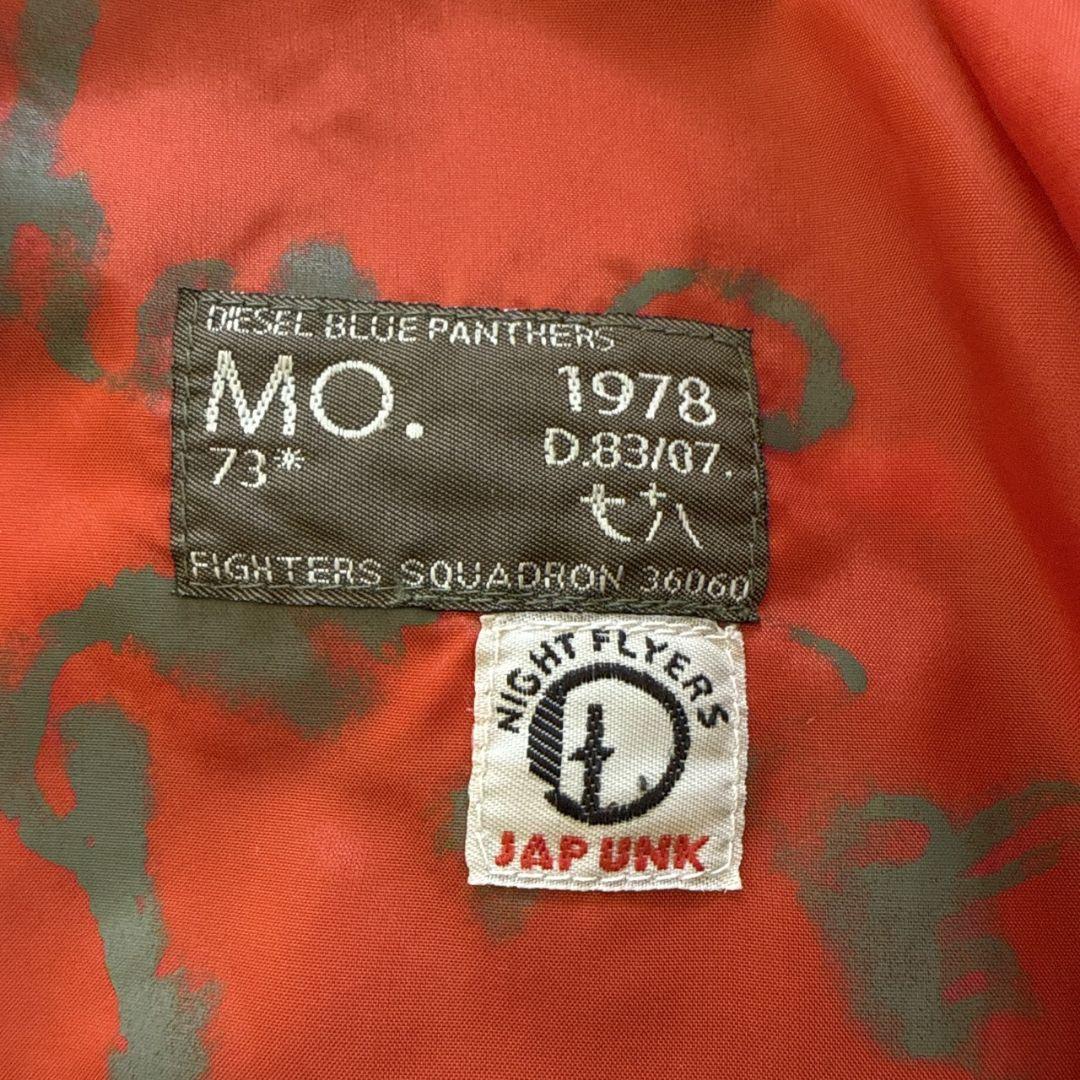 DIESEL BLUE PANTHERS
MO. 1978
73* D.83/07.
七十八
FIGHTERS SQUADRON 36060
NIGHT FLYERS
D
JAP UNK